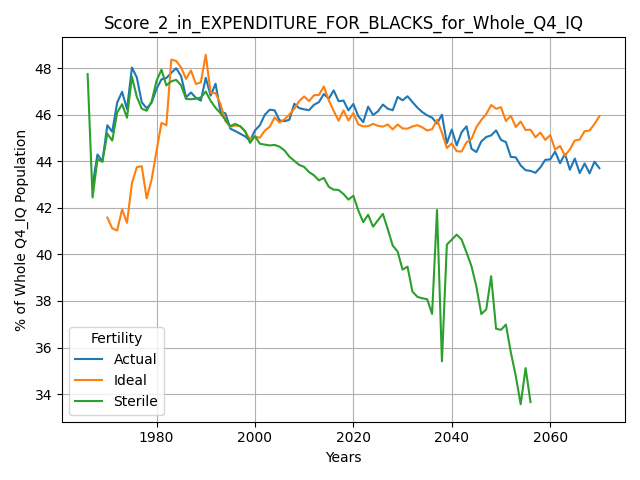 Score_2_in_EXPENDITURE_FOR_BLACKS_for_Whole_Q4_IQ
% of Whole Q4_IQ Population
48
46
44
42
40
38
36
34
Fertility
Actual
Ideal
Sterile
1980 2000 2020 2040 2060
Years